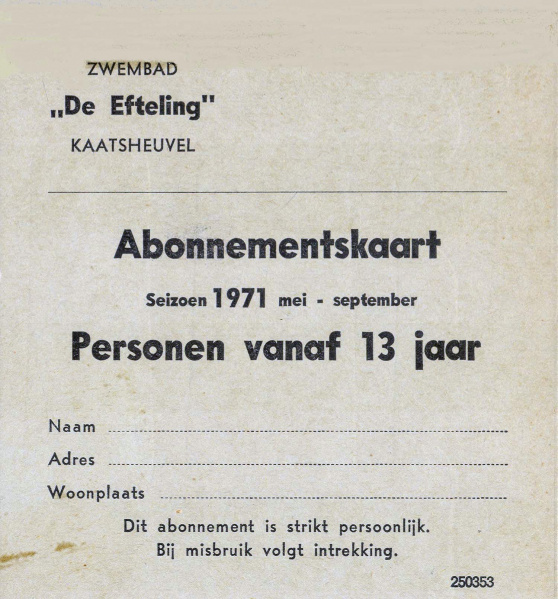 ZWEMBAD
„De Efteling"
KAATSHEUVEL
Abonnementskaart
Seizoen 1971 mei - september
Personen vanaf 13 jaar
Naam
Adres
Woonplaats
Dit abonnement is strikt persoonlijk.
Bij misbruik volgt intrekking.
250353